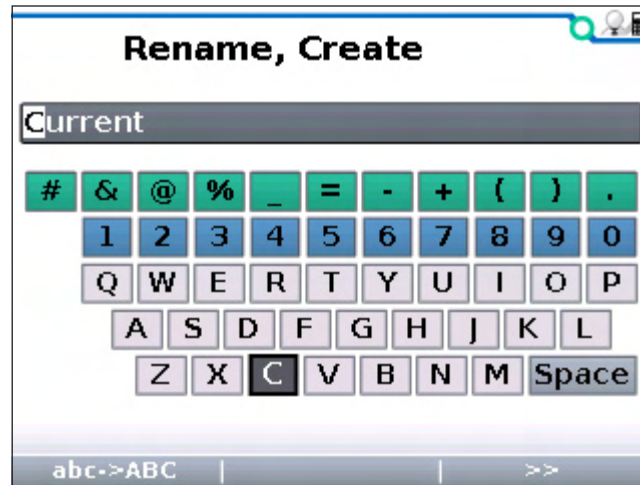 Rename, Create
Current
# & @ % _ = - + ( ) .
1 2 3 4 5 6 7 8 9 0
Q W E R T Y U I O P
A S D F G H J K L
Z X C V B N M Space
abc->ABC | | >>